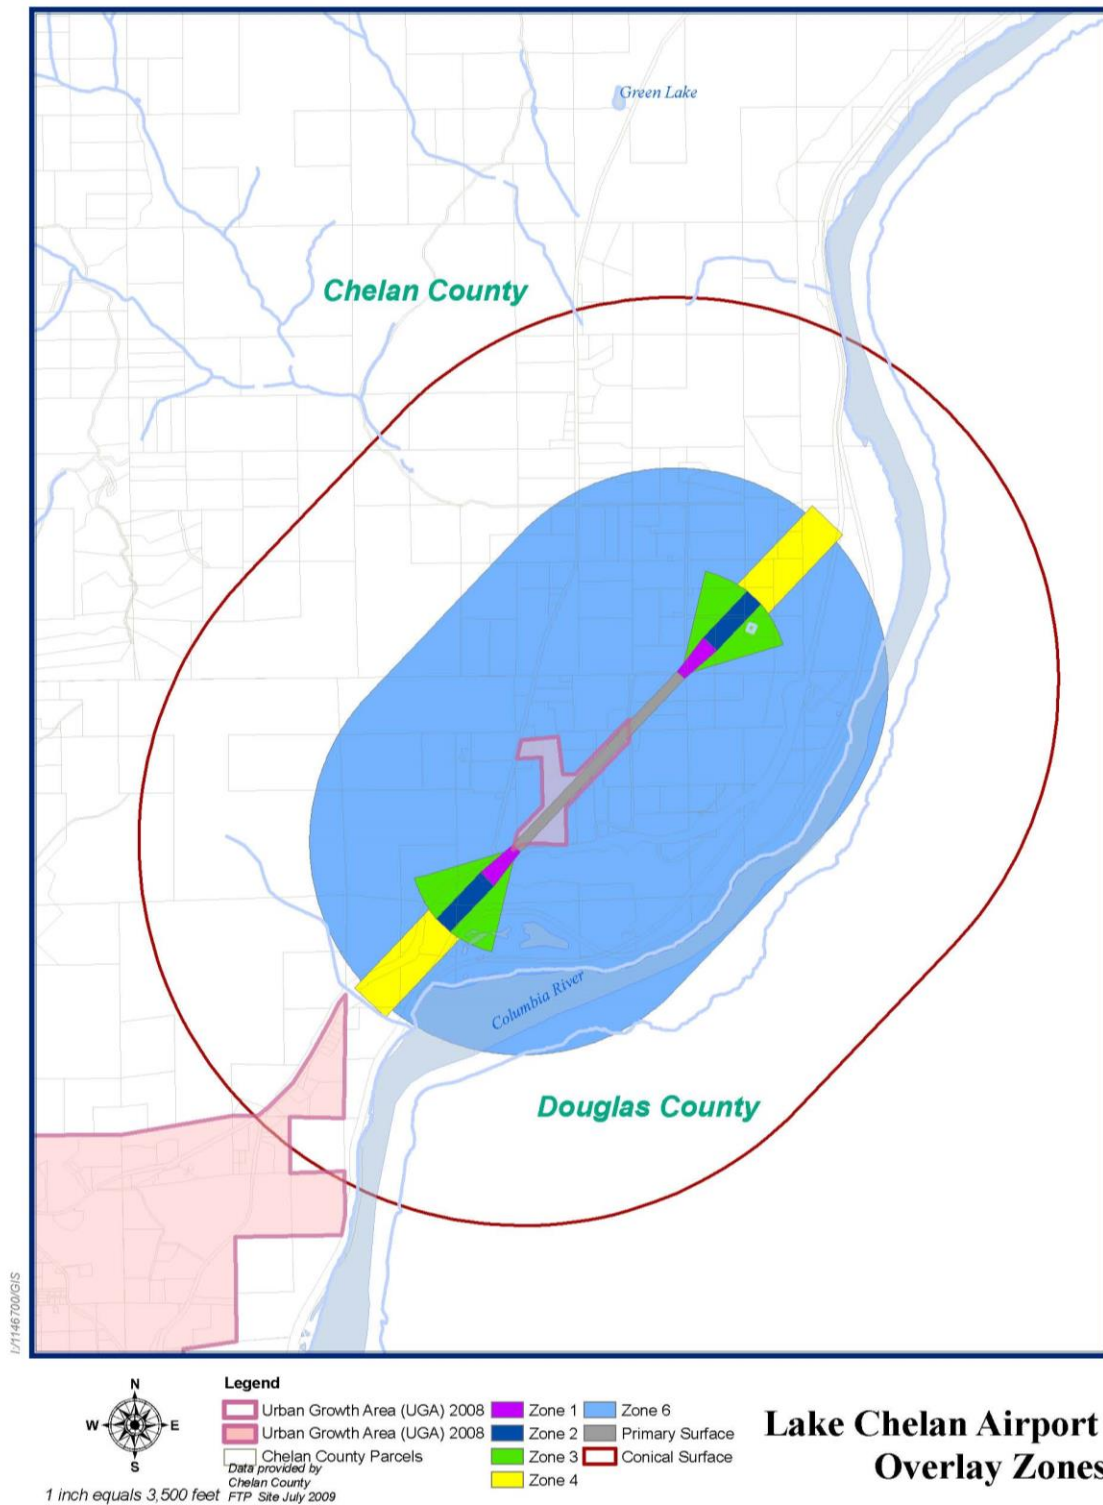 Green Lake
Chelan County
Columbia River
Douglas County
I:/1146700/GIS
N
W E
S
1 inch equals 3,500 feet
Legend
Urban Growth Area (UGA) 2008
Urban Growth Area (UGA) 2008
Chelan County Parcels
Data provided by
Chelan County
FTP Site July 2009
Zone 1
Zone 2
Zone 3
Zone 4
Zone 6
Primary Surface
Conical Surface
Lake Chelan Airport
Overlay Zones